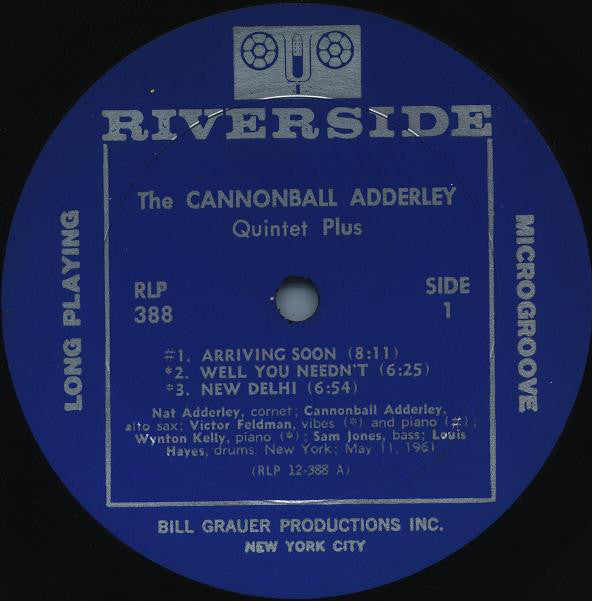 RIVERSIDE
The CANNONBALL ADDERLEY
Quintet Plus
LONG PLAYING
MICROGROOVE
RLP
388
SIDE
1
#1. ARRIVING SOON (8:11)
*2. WELL YOU NEEDN'T (6:25)
*3. NEW DELHI (6:54)
Nat Adderley, cornet; Cannonball Adderley,
alto sax; Victor Feldman, vibes (*) and piano (#);
Wynton Kelly, piano (*); Sam Jones, bass; Louis
Hayes, drums. New York; May 11, 1961
(RLP 12-388 A)
BILL GRAUER PRODUCTIONS INC.
NEW YORK CITY